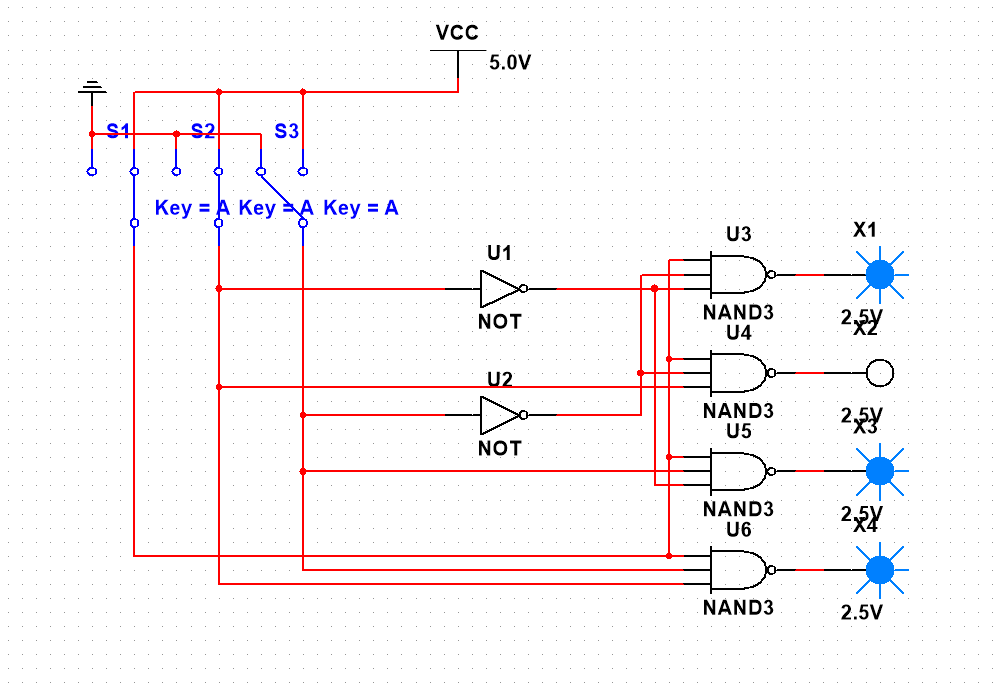 VCC
5.0V
S1 S2 S3
Key = A Key = A Key = A
X1
U3
U1
2.5V
NAND3
NOT
X2
U4
U2
2.5V
NAND3
X3
U5
NOT
2.5V
NAND3
X4
U6
NAND3
2.5V